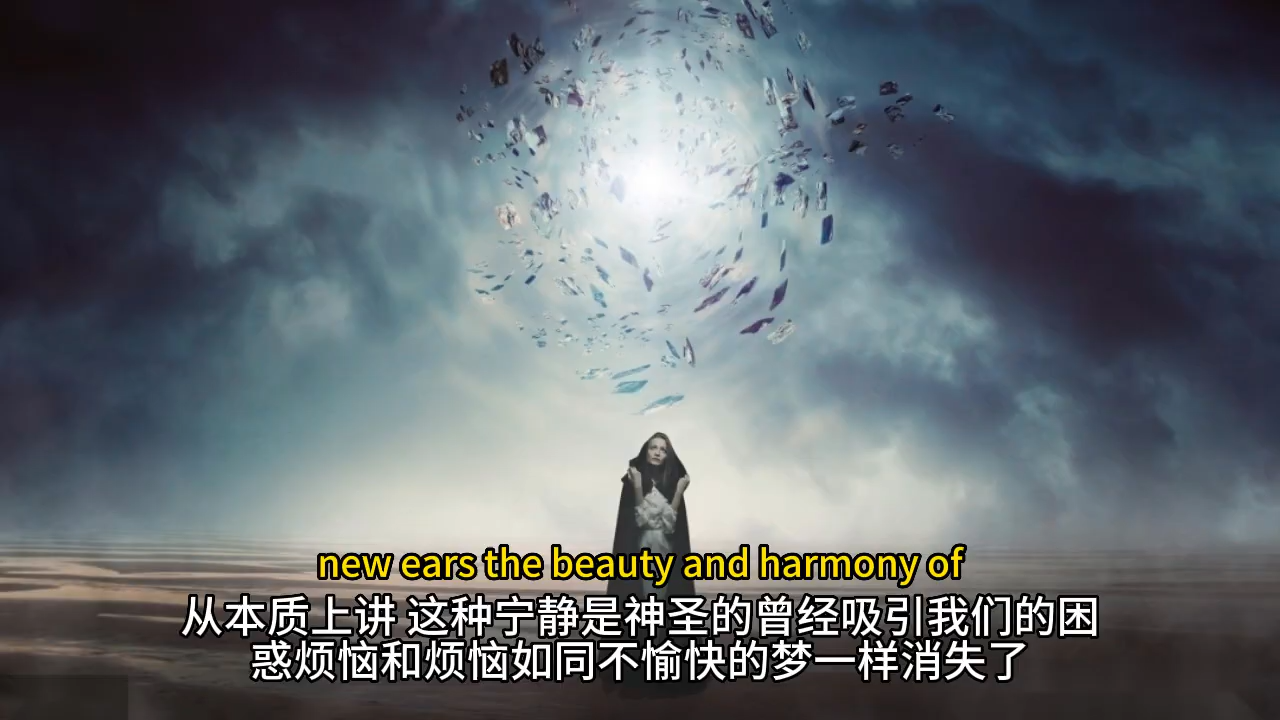 new ears the beauty and harmony of
从本质上讲 这种宁静是神圣的曾经吸引我们的困
惑烦恼和烦恼如同不愉快的梦一样消失了